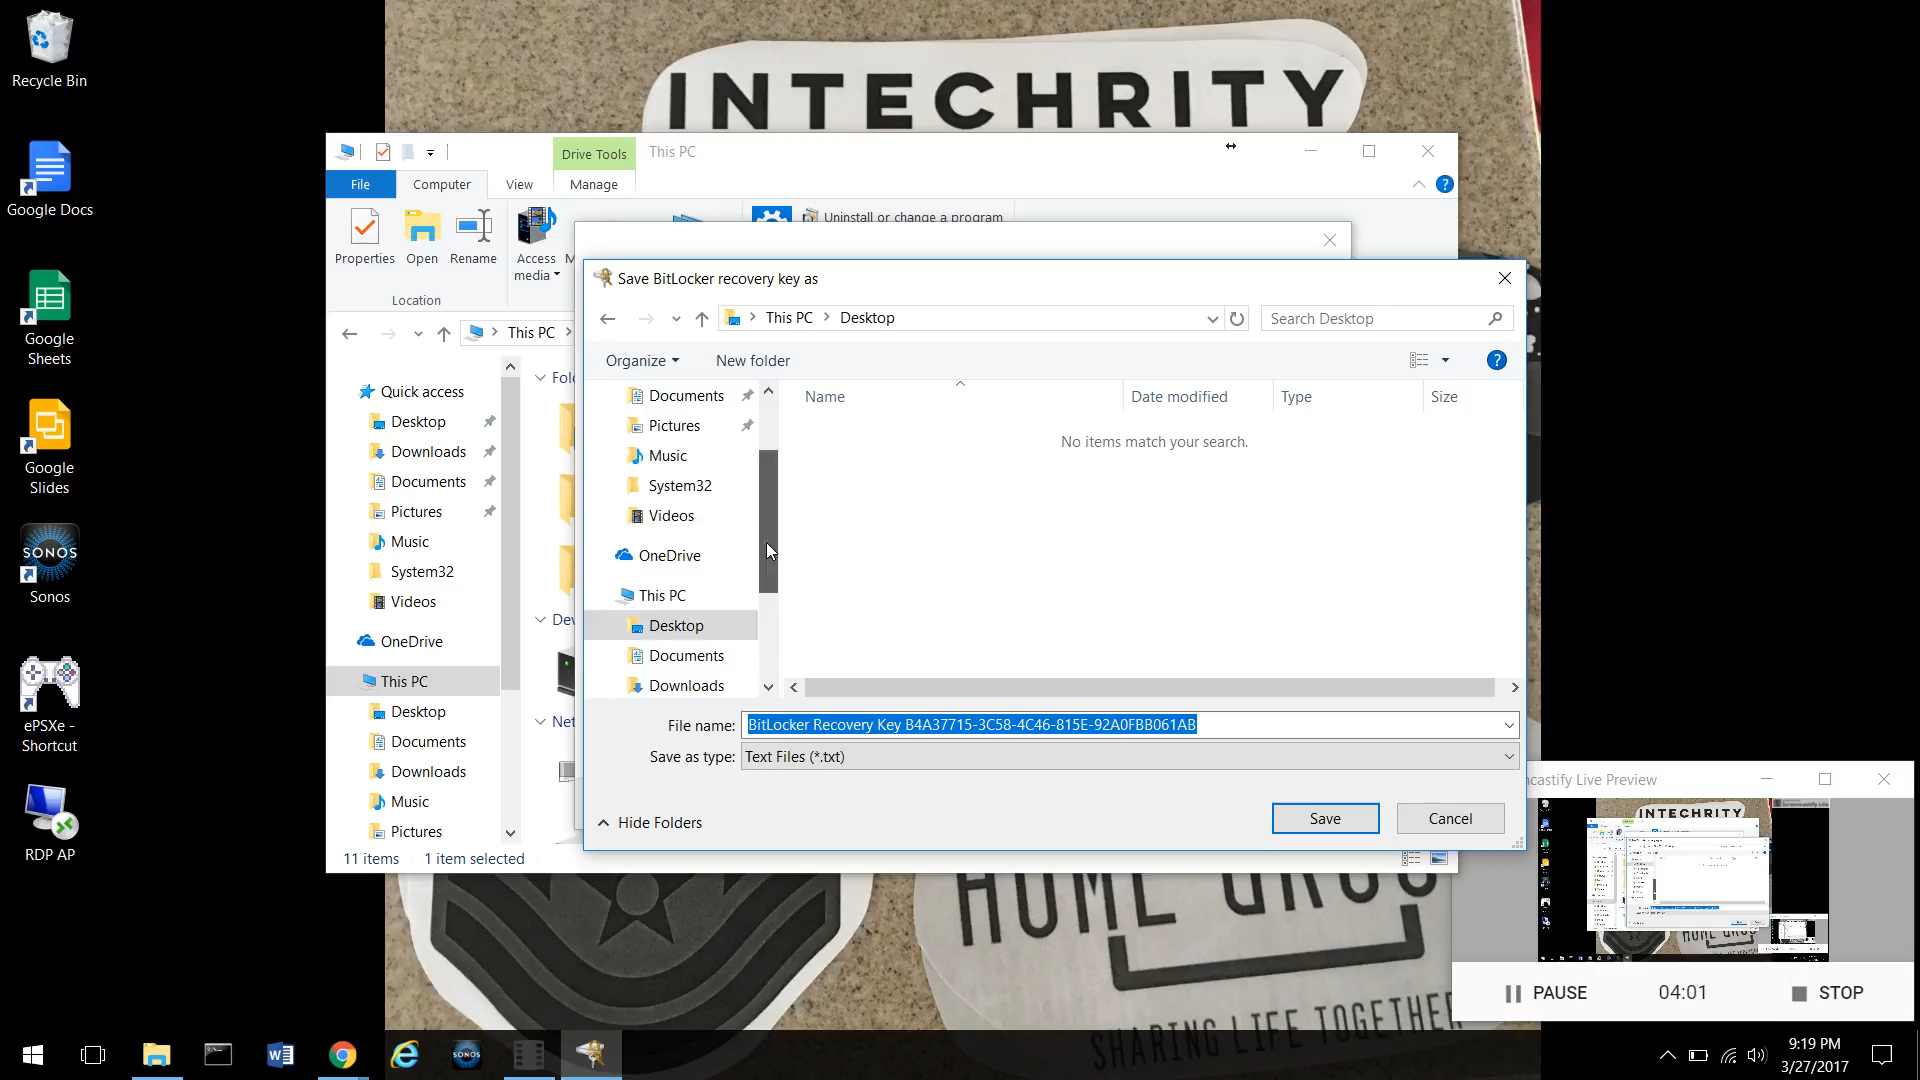 Recycle Bin
Google Docs
Google
Sheets
Google
Slides
SONOS
Sonos
ePSXe -
Shortcut
RDP AP
INTECHRITY
Drive Tools
This PC
File
Computer
View
Manage
Properties
Open
Rename
Access
media
Location
Uninstall or change a program
This PC
Quick access
Desktop
Downloads
Documents
Pictures
Music
System32
Videos
OneDrive
This PC
Desktop
Documents
Downloads
Music
Pictures
11 items
1 item selected
Save BitLocker recovery key as
This PC
Desktop
Search Desktop
Organize
New folder
Documents
Pictures
Music
System32
Videos
OneDrive
This PC
Desktop
Documents
Downloads
Name
Date modified
Type
Size
No items match your search.
File name:
BitLocker Recovery Key B4A37715-3C58-4C46-815E-92A0FBB061AB
Save as type:
Text Files (*.txt)
Hide Folders
Save
Cancel
ncastify Live Preview
INTECHRITY
PAUSE
04:01
STOP
SHARING LIFE TOGETHER
SONOS
9:19 PM
3/27/2017